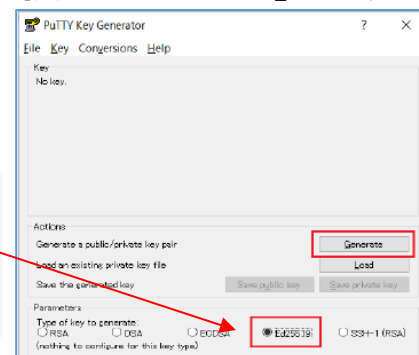 PuTTY Key Generator ? ×
File Key Conversions Help
Key
No key.
Actions
Generate a public/private key pair Generate
Load an existing private key file Load
Save the generated key Save public key Save private key
Parameters
Type of key to generate:
RSA DSA ECDSA Ed25519 SSH-1 (RSA)
(nothing to configure for this key type)